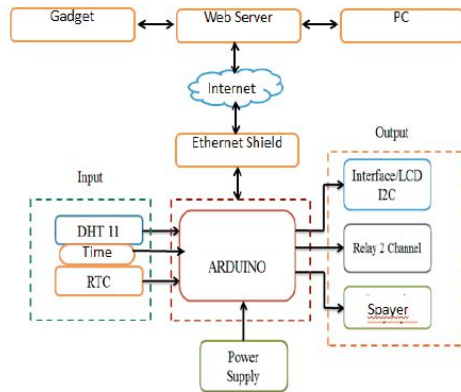 Gadget
Web Server
PC
Internet
Ethernet Shield
Input
Output
DHT 11
Time
RTC
ARDUINO
Interface/LCD
I2C
Relay 2 Channel
Spayer
Power
Supply